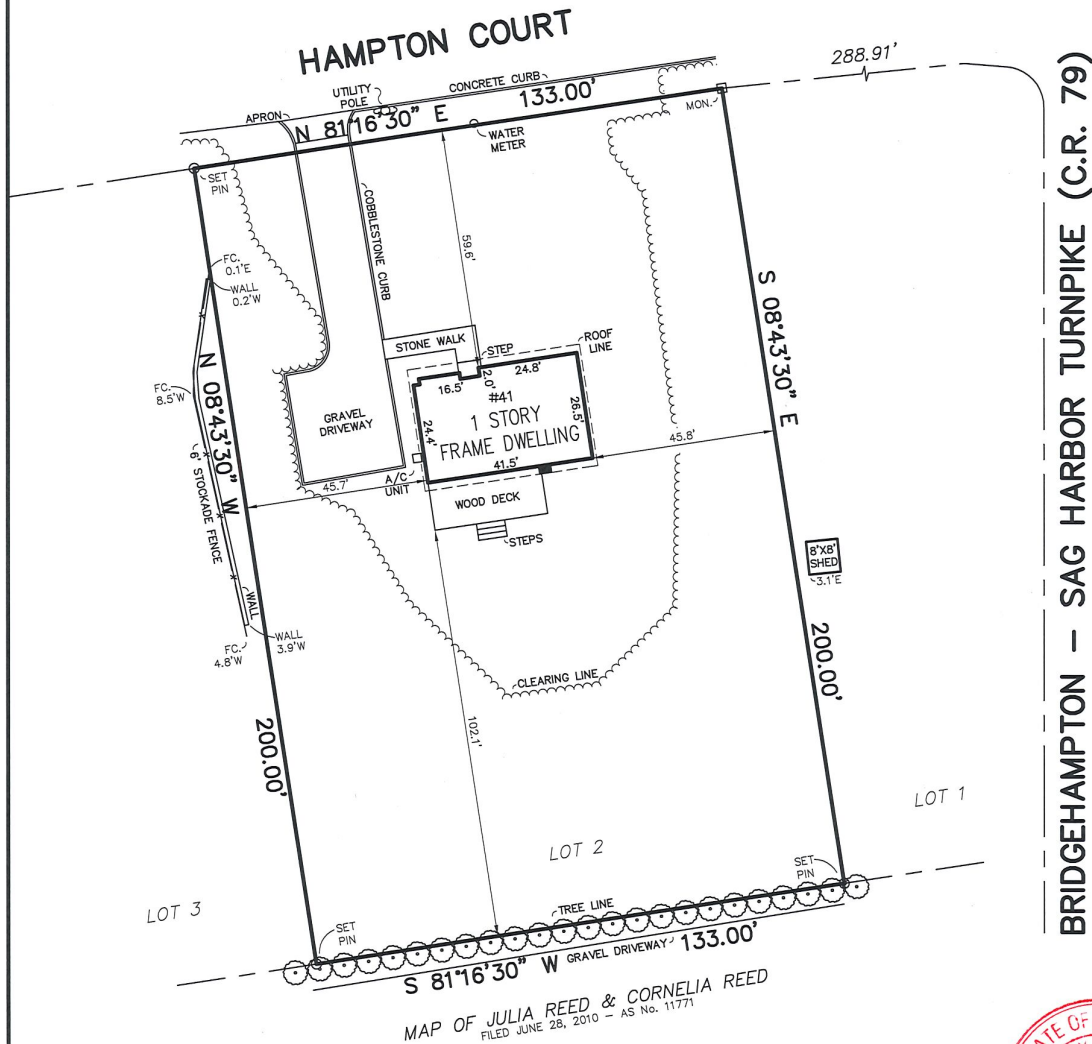 HAMPTON COURT
288.91'
UTILITY
POLE
CONCRETE CURB
APRON
N 81°16'30" E
133.00'
MON.
WATER
METER
SET
PIN
COBBLESTONE CURB
59.6'
FC.
0.1'E
WALL
0.2'W
S 08°43'30" E
STONE WALK
STEP
ROOF
LINE
N 08°43'30" W
FC.
8.5'W
16.5'
2.0'
24.8'
#41
1 STORY
FRAME DWELLING
24.4'
26.5'
41.5'
GRAVEL
DRIVEWAY
45.8'
6' STOCKADE FENCE
45.7'
A/C
UNIT
WOOD DECK
STEPS
8'X8'
SHED
3.1'E
WALL
WALL
3.9'W
FC.
4.8'W
200.00'
CLEARING LINE
200.00'
102.1'
LOT 1
LOT 2
LOT 3
SET
PIN
TREE LINE
SET
PIN
S 81°16'30" W
GRAVEL DRIVEWAY
133.00'
MAP OF JULIA REED & CORNELIA REED
FILED JUNE 28, 2010 – AS No. 11771
BRIDGEHAMPTON – SAG HARBOR TURNPIKE (C.R. 79)
ATE OF